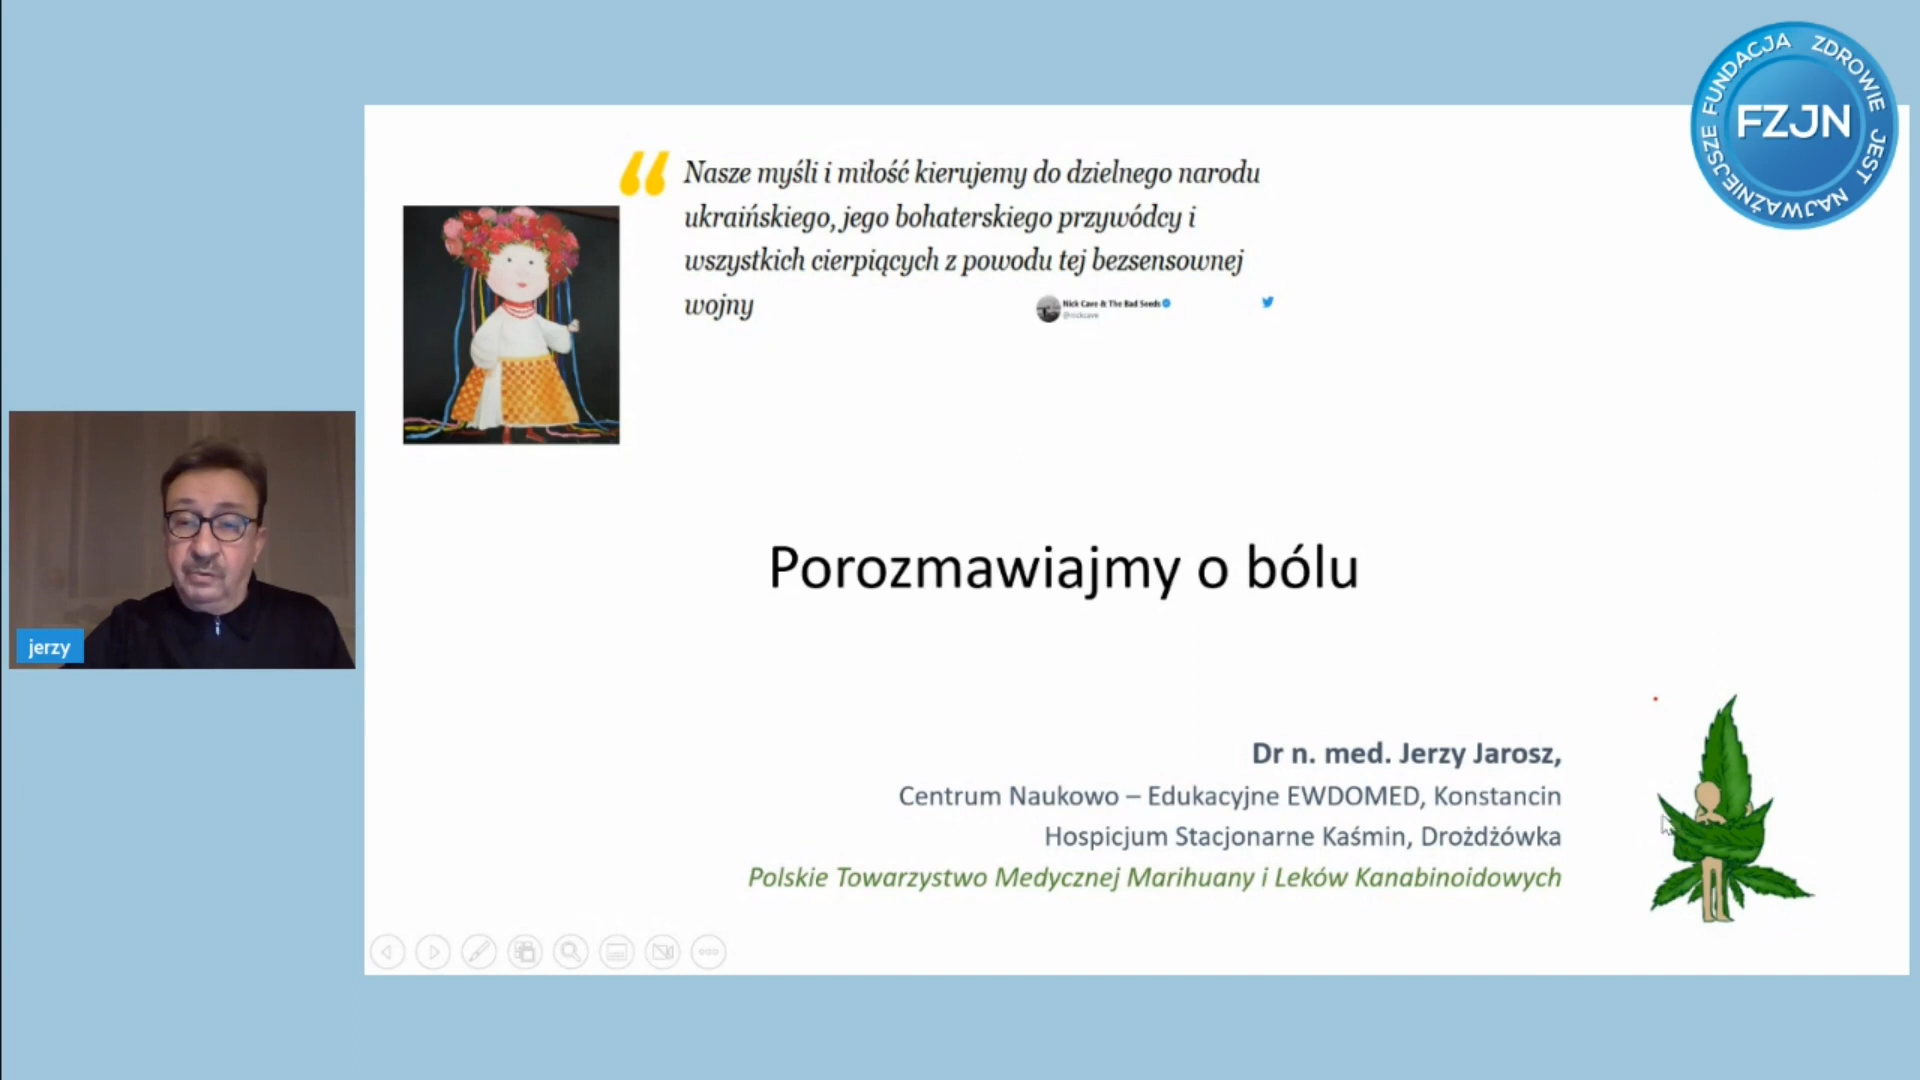 FUNDACJA ZDROWIE JEST NAJWAŻNIEJSZE
FZJN
“
Nasze myśli i miłość kierujemy do dzielnego narodu
ukraińskiego, jego bohaterskiego przywódcy i
wszystkich cierpiących z powodu tej bezsensownej
wojny
Nick Cave & The Bad Seeds
@nickcave
jerzy
Porozmawiajmy o bólu
Dr n. med. Jerzy Jarosz,
Centrum Naukowo – Edukacyjne EWDOMED, Konstancin
Hospicjum Stacjonarne Kaśmin, Drożdżówka
Polskie Towarzystwo Medycznej Marihuany i Leków Kanabinoidowych